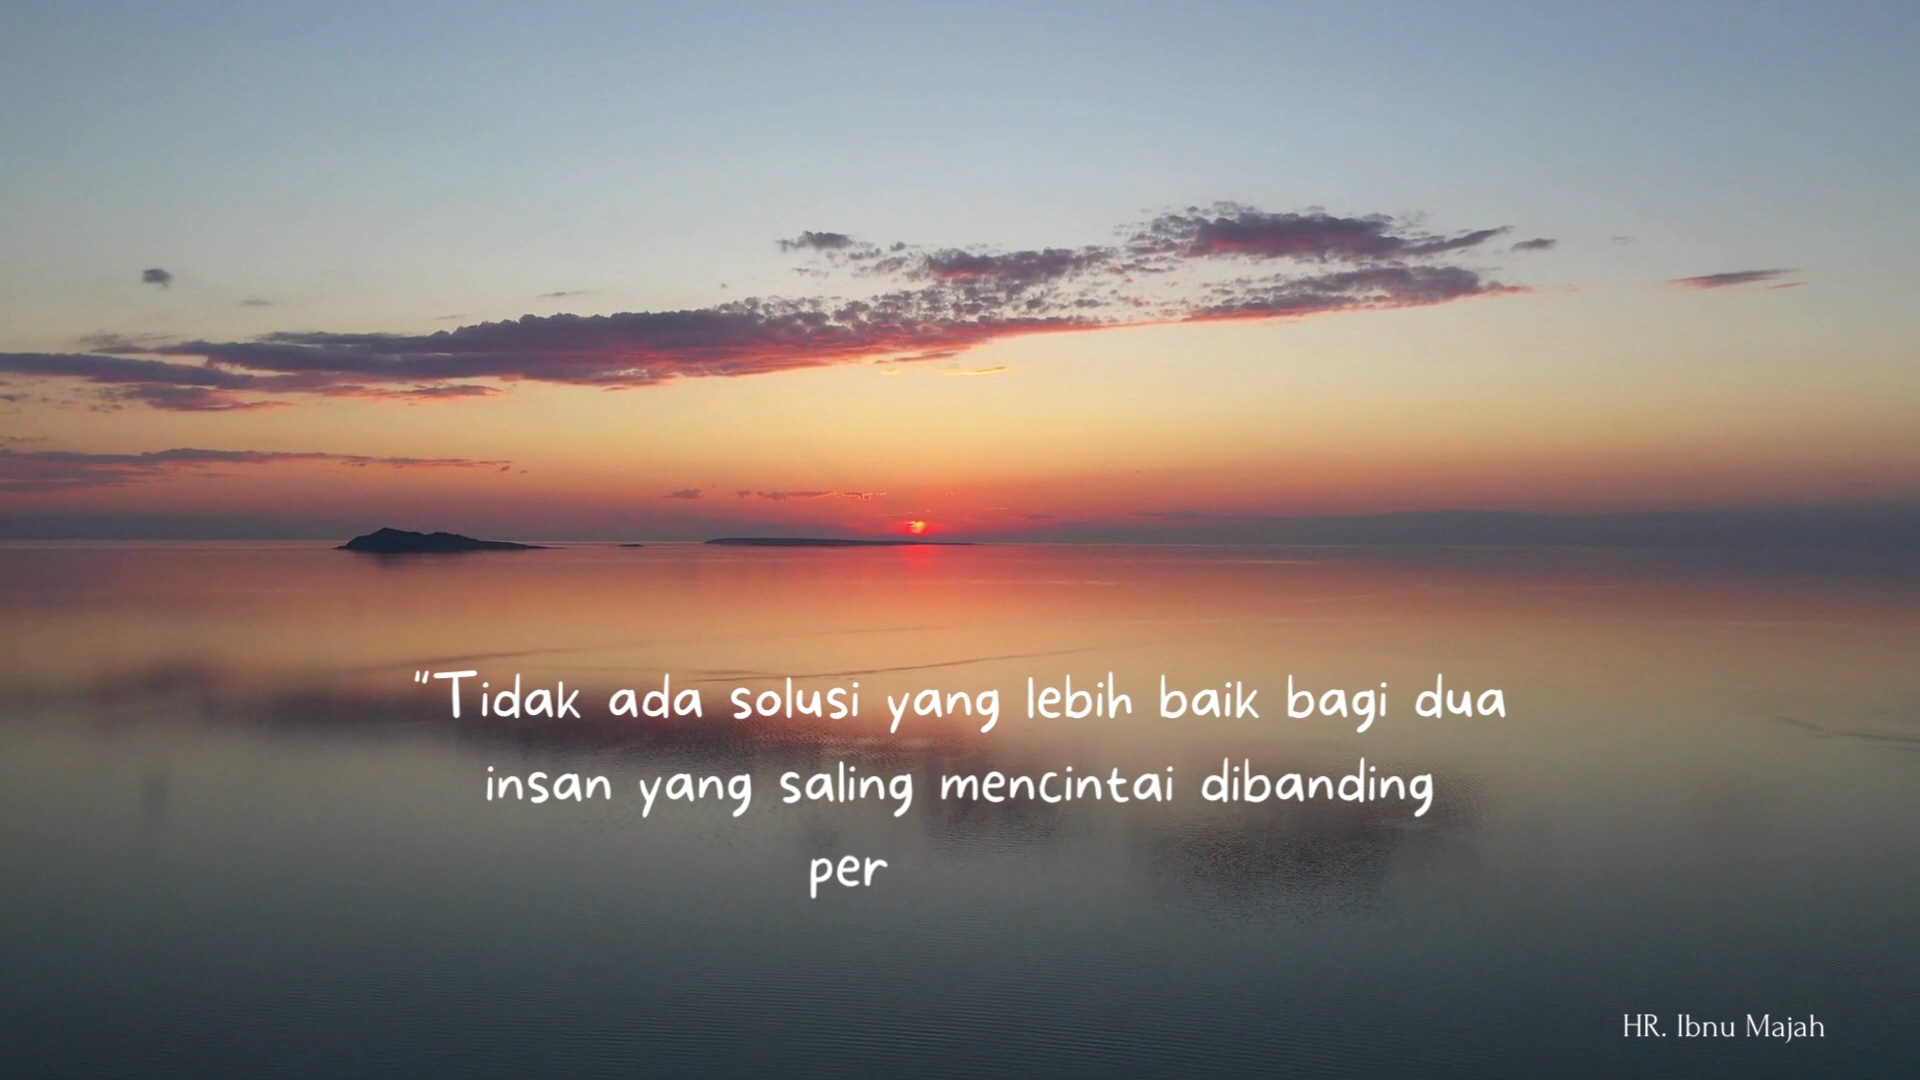 "Tidak ada solusi yang lebih baik bagi dua
insan yang saling mencintai dibanding
per
HR. Ibnu Majah